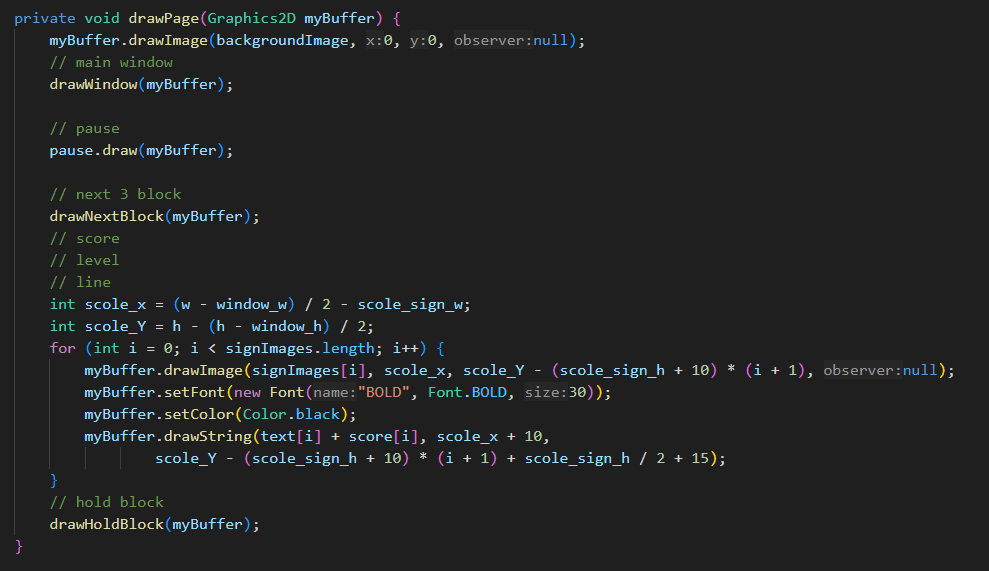 private void drawPage(Graphics2D myBuffer) {
    myBuffer.drawImage(backgroundImage, x:0, y:0, observer:null);
    // main window
    drawWindow(myBuffer);

    // pause
    pause.draw(myBuffer);

    // next 3 block
    drawNextBlock(myBuffer);
    // score
    // level
    // line
    int scole_x = (w - window_w) / 2 - scole_sign_w;
    int scole_Y = h - (h - window_h) / 2;
    for (int i = 0; i < signImages.length; i++) {
        myBuffer.drawImage(signImages[i], scole_x, scole_Y - (scole_sign_h + 10) * (i + 1), observer:null);
        myBuffer.setFont(new Font(name:"BOLD", Font.BOLD, size:30));
        myBuffer.setColor(Color.black);
        myBuffer.drawString(text[i] + score[i], scole_x + 10,
                scole_Y - (scole_sign_h + 10) * (i + 1) + scole_sign_h / 2 + 15);
    }
    // hold block
    drawHoldBlock(myBuffer);
}